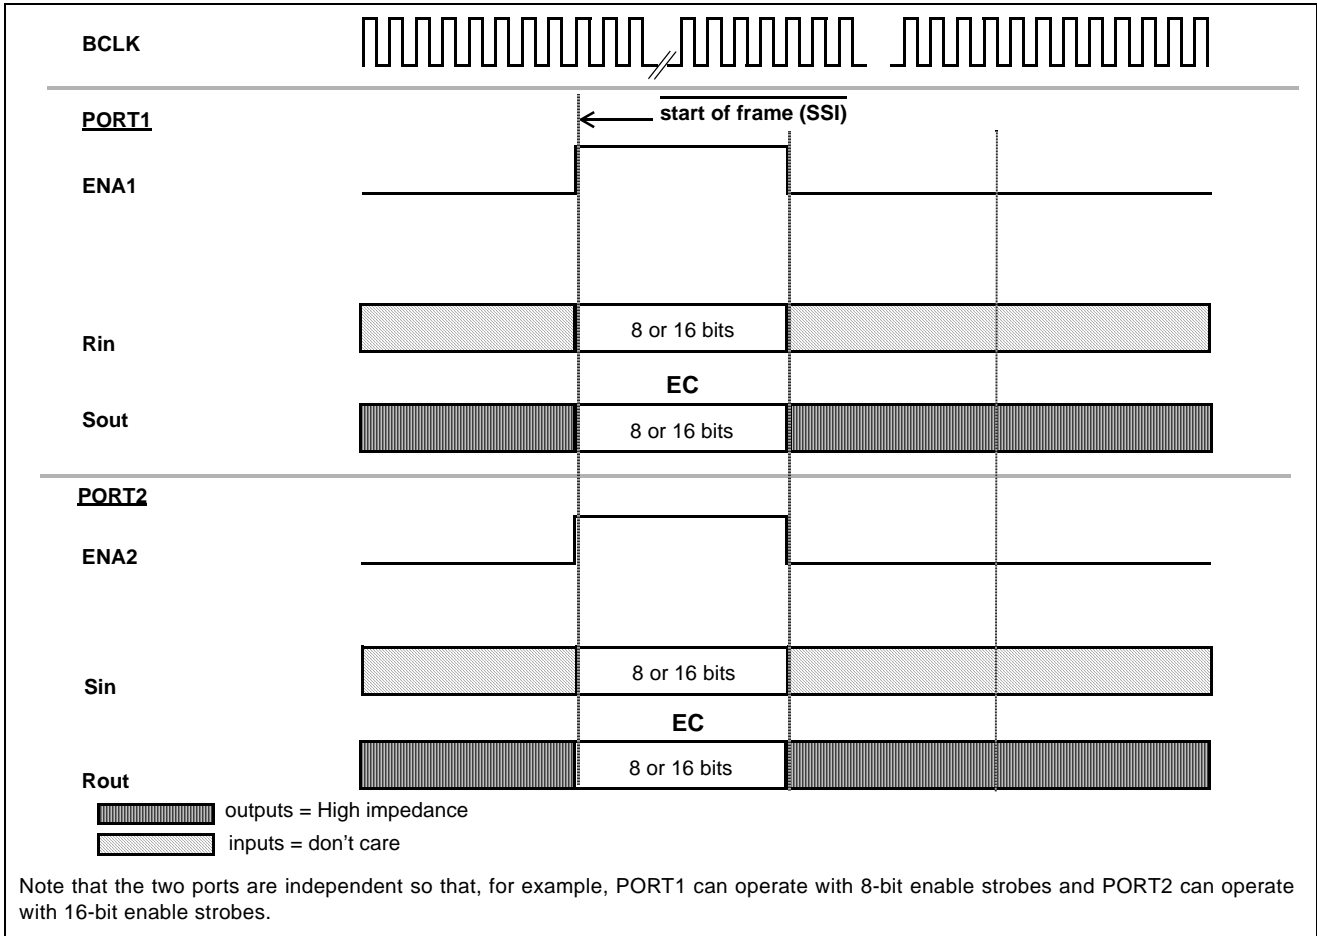 BCLK
PORT1
start of frame (SSI)
ENA1
Rin
8 or 16 bits
EC
Sout
8 or 16 bits
PORT2
ENA2
Sin
8 or 16 bits
EC
Rout
8 or 16 bits
outputs = High impedance
inputs = don't care
Note that the two ports are independent so that, for example, PORT1 can operate with 8-bit enable strobes and PORT2 can operate
with 16-bit enable strobes.